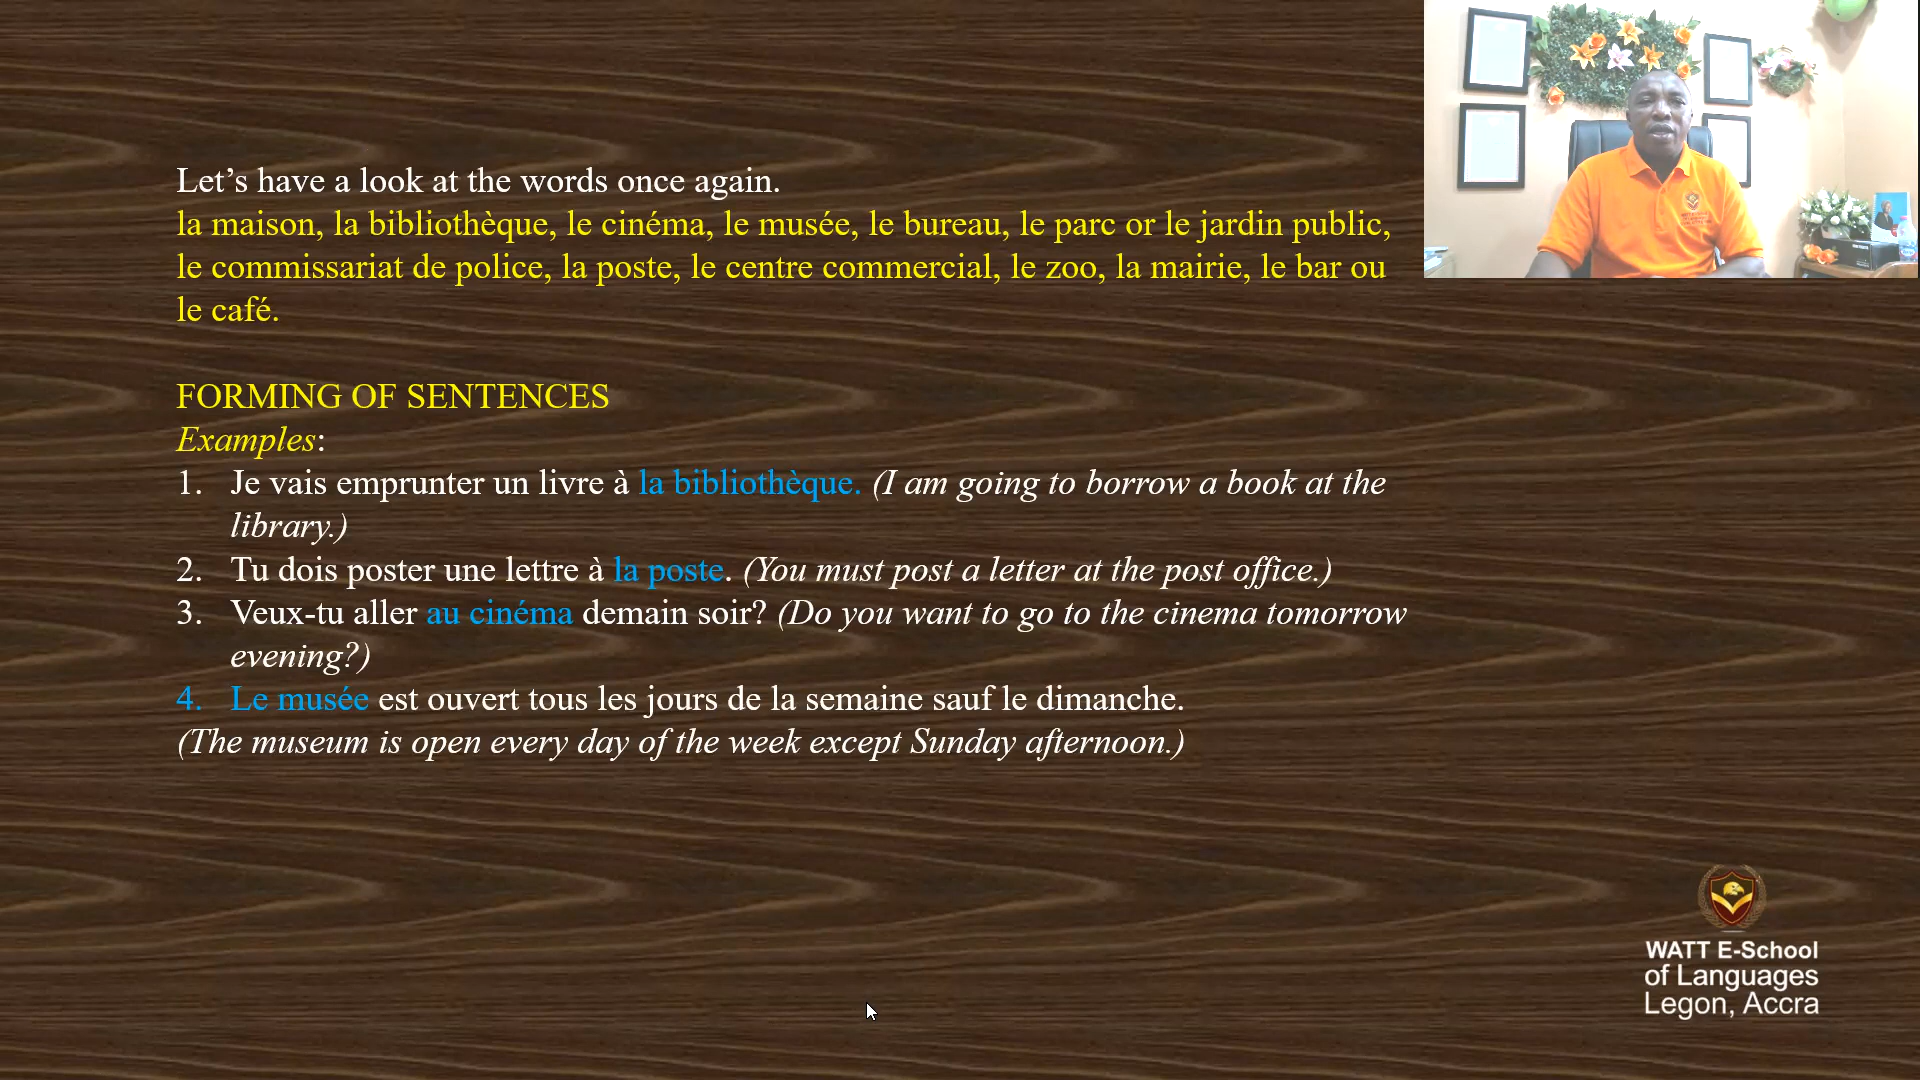 Let’s have a look at the words once again.
la maison, la bibliothèque, le cinéma, le musée, le bureau, le parc or le jardin public,
le commissariat de police, la poste, le centre commercial, le zoo, la mairie, le bar ou
le café.
FORMING OF SENTENCES
Examples:
1. Je vais emprunter un livre à la bibliothèque. (I am going to borrow a book at the
library.)
2. Tu dois poster une lettre à la poste. (You must post a letter at the post office.)
3. Veux-tu aller au cinéma demain soir? (Do you want to go to the cinema tomorrow
evening?)
4. Le musée est ouvert tous les jours de la semaine sauf le dimanche.
(The museum is open every day of the week except Sunday afternoon.)
WATT E-School
of Languages
Legon, Accra